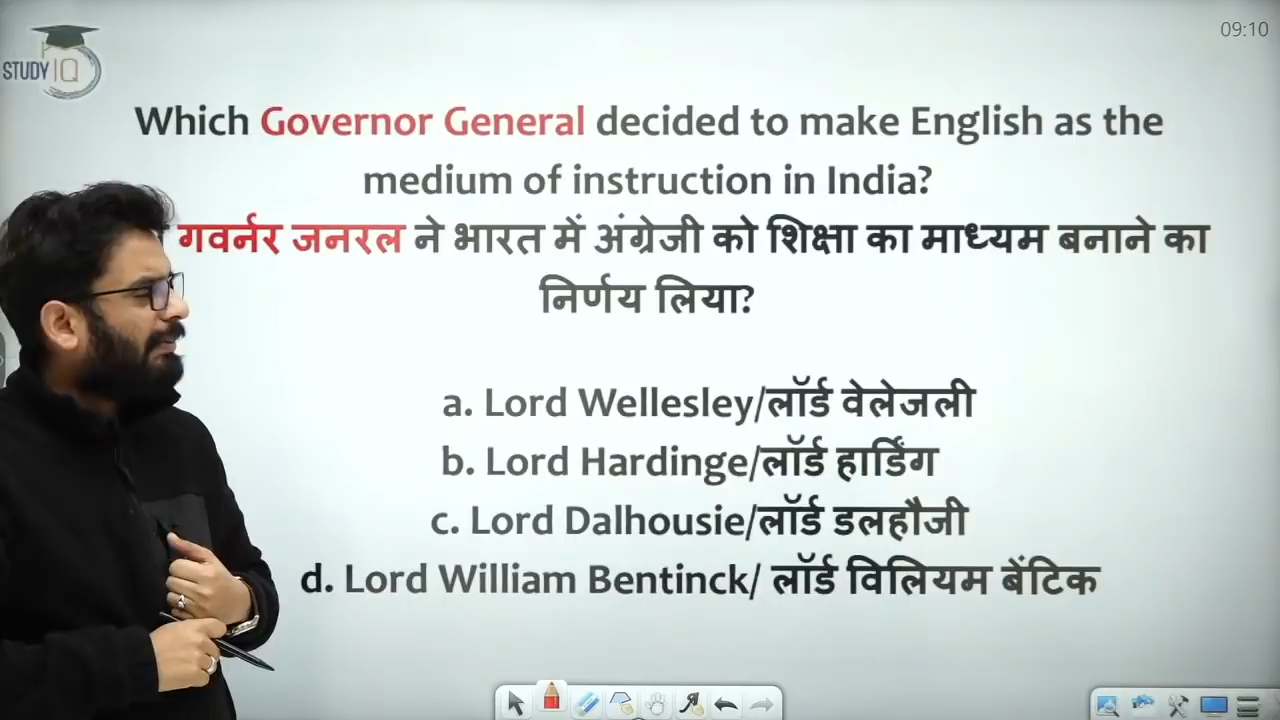 STUDY IQ
09:10
Which Governor General decided to make English as the
medium of instruction in India?
गवर्नर जनरल ने भारत में अंग्रेजी को शिक्षा का माध्यम बनाने का
निर्णय लिया?
a. Lord Wellesley/लॉर्ड वेलेजली
b. Lord Hardinge/लॉर्ड हार्डिंग
c. Lord Dalhousie/लॉर्ड डलहौजी
d. Lord William Bentinck/ लॉर्ड विलियम बेंटिक